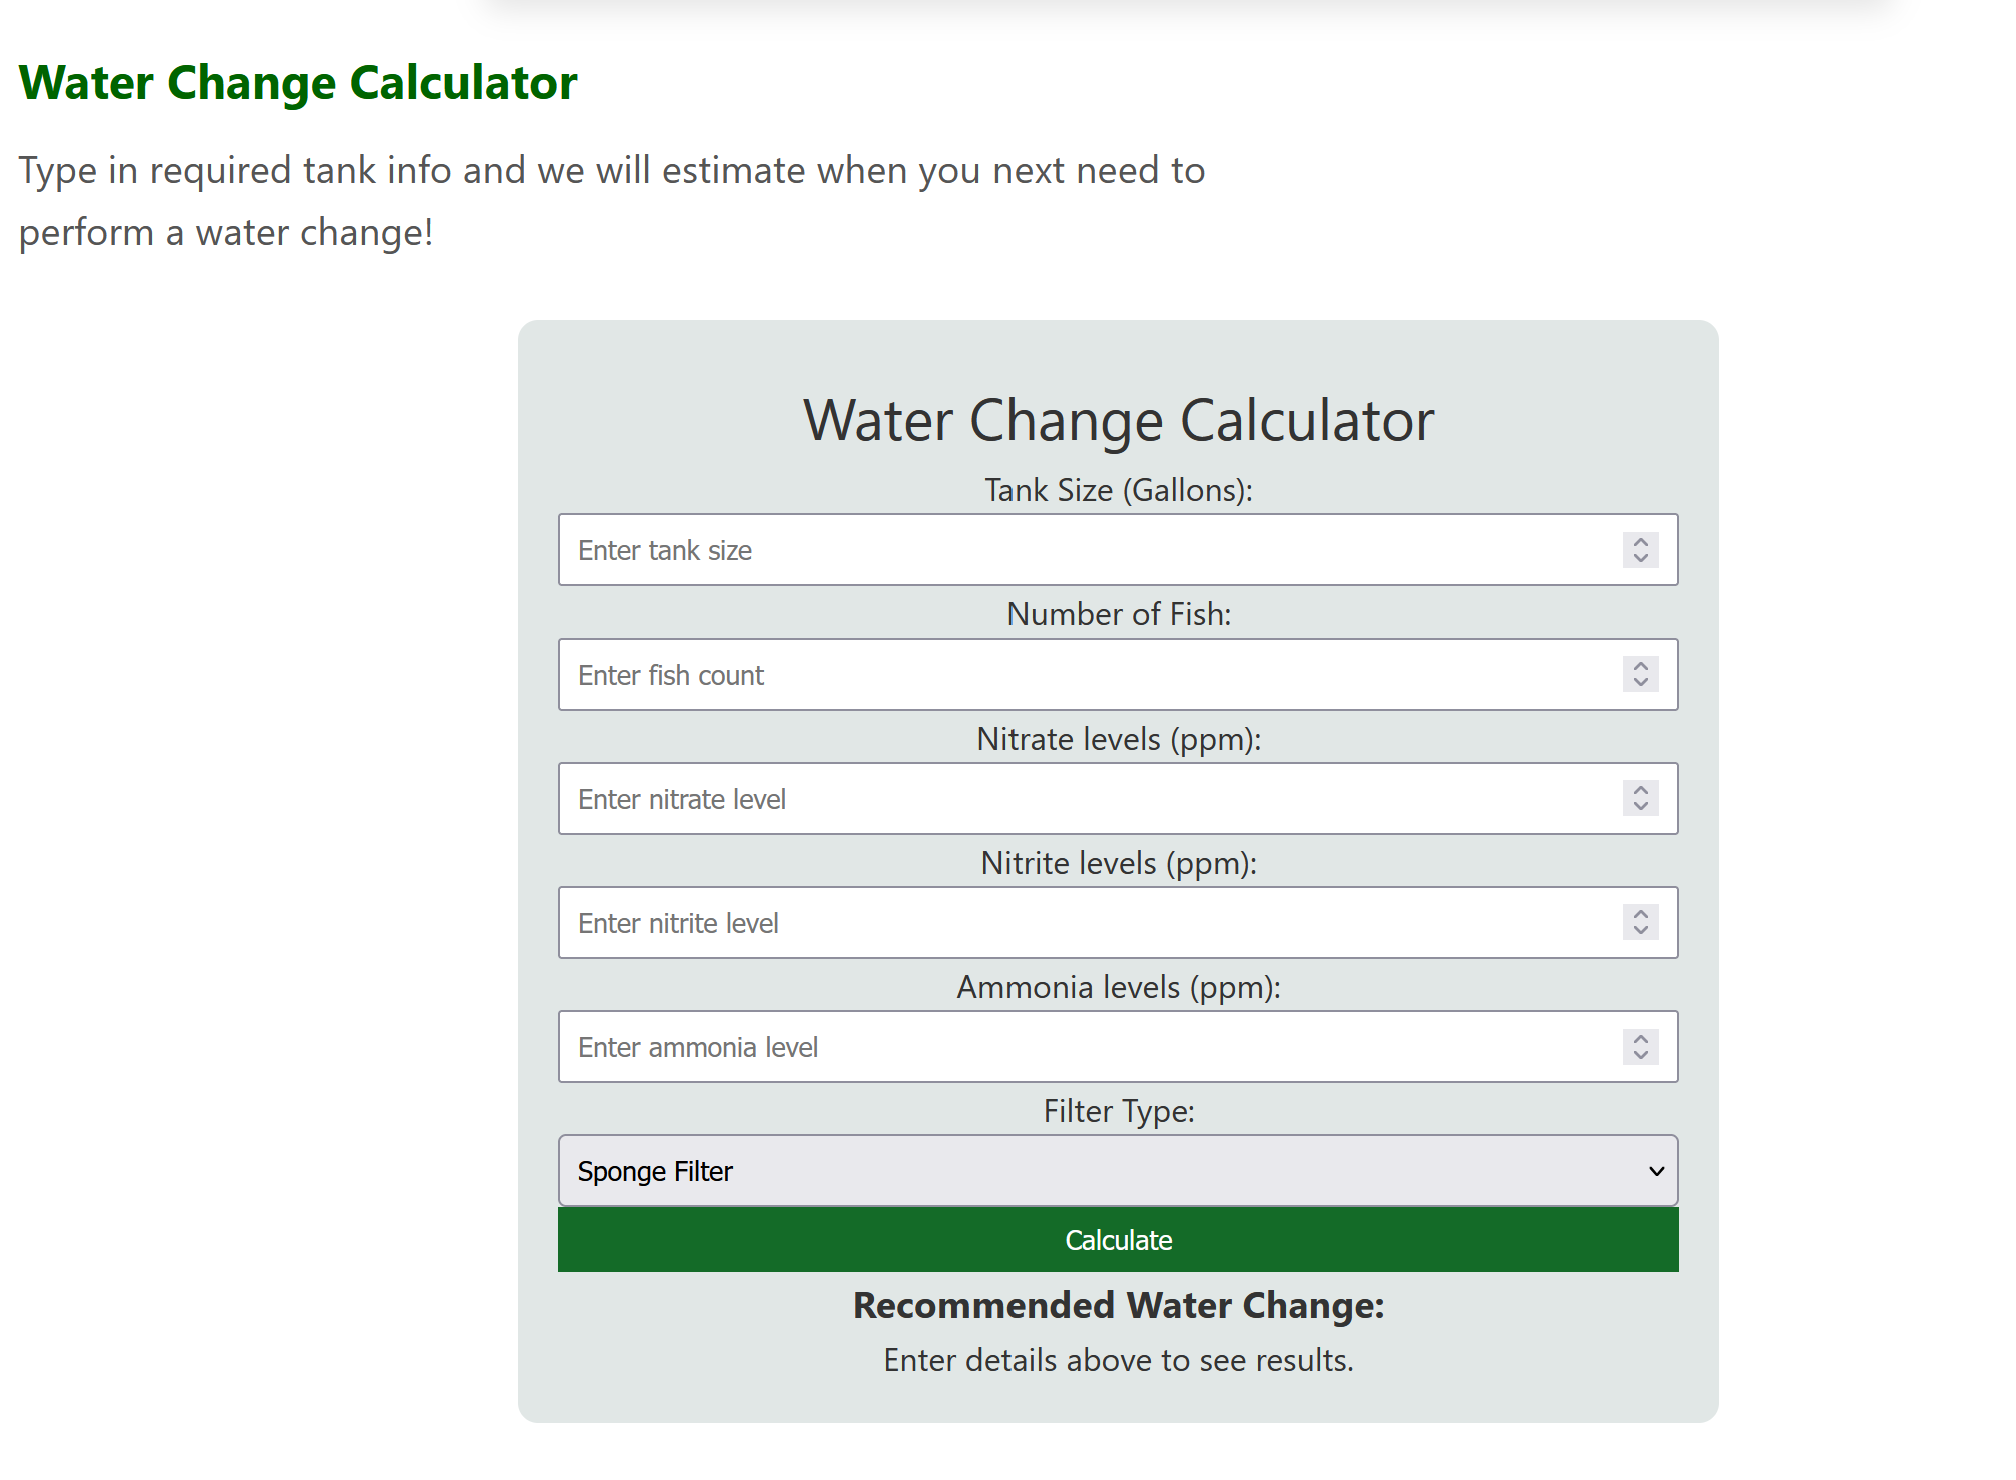 Water Change Calculator
Type in required tank info and we will estimate when you next need to
perform a water change!
Water Change Calculator
Tank Size (Gallons):
Enter tank size
Number of Fish:
Enter fish count
Nitrate levels (ppm):
Enter nitrate level
Nitrite levels (ppm):
Enter nitrite level
Ammonia levels (ppm):
Enter ammonia level
Filter Type:
Sponge Filter
Calculate
Recommended Water Change:
Enter details above to see results.